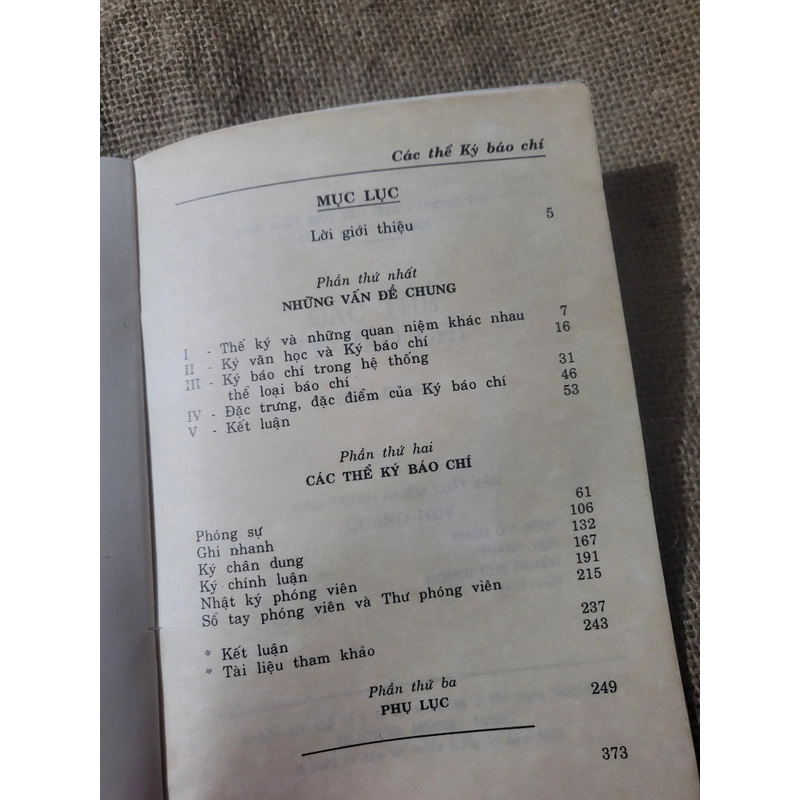 Các thể Ký báo chí
MỤC LỤC
Lời giới thiệu 5
Phần thứ nhất
NHỮNG VẤN ĐỀ CHUNG
I - Thế ký và những quan niệm khác nhau 7
II - Ký văn học và Ký báo chí 16
III - Ký báo chí trong hệ thống
thể loại báo chí 31
IV - Đặc trưng, đặc điểm của Ký báo chí 46
V - Kết luận 53
Phần thứ hai
CÁC THỂ KÝ BÁO CHÍ
Phóng sự 61
Ghi nhanh 106
Ký chân dung 132
Ký chính luận 167
Nhật ký phóng viên 191
Sổ tay phóng viên và Thư phóng viên 215
* Kết luận 237
* Tài liệu tham khảo 243
Phần thứ ba
PHỤ LỤC 249
373